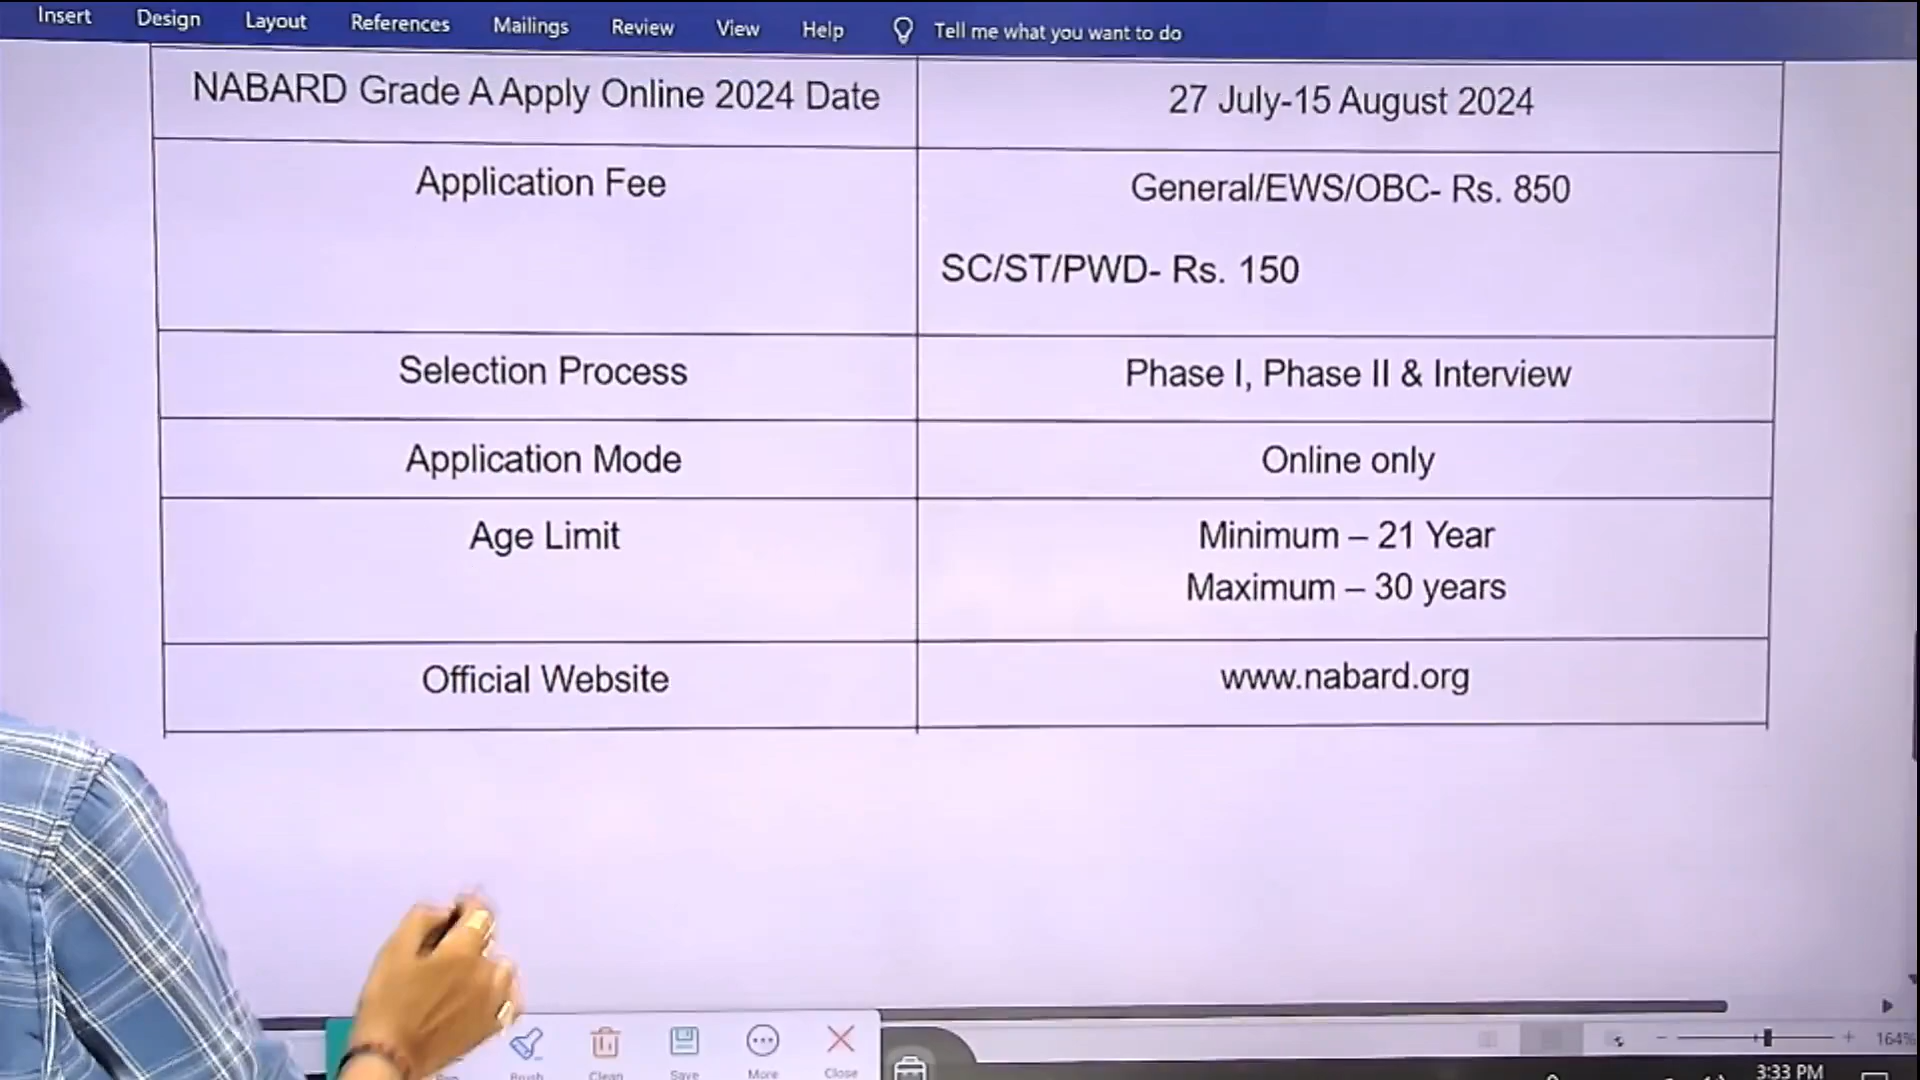 Insert Design Layout References Mailings Review View Help Tell me what you want to do
NABARD Grade A Apply Online 2024 Date
27 July-15 August 2024
Application Fee
General/EWS/OBC- Rs. 850
SC/ST/PWD- Rs. 150
Selection Process
Phase I, Phase II & Interview
Application Mode
Online only
Age Limit
Minimum – 21 Year
Maximum – 30 years
Official Website
www.nabard.org
Brush Clean Save More Close
164%
3:33 PM